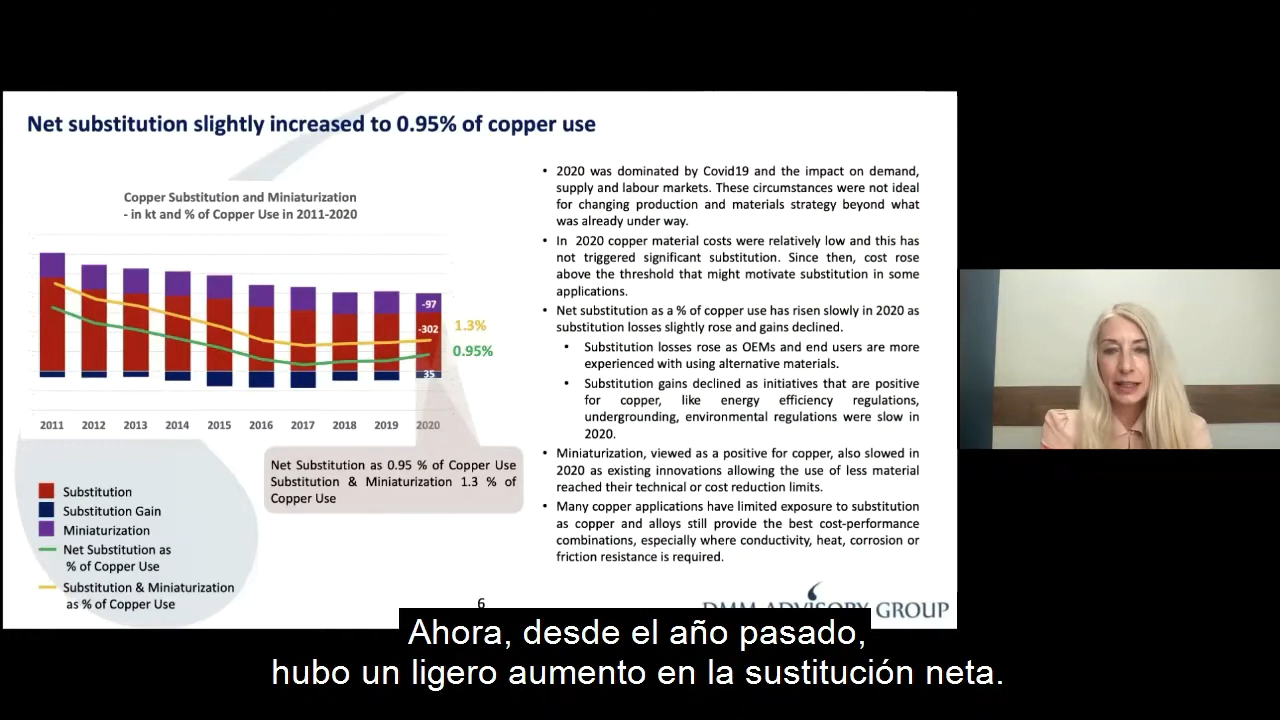 Net substitution slightly increased to 0.95% of copper use
Copper Substitution and Miniaturization
- in kt and % of Copper Use in 2011-2020
-97
-302
1.3%
0.95%
35
2011 2012 2013 2014 2015 2016 2017 2018 2019 2020
Net Substitution as 0.95 % of Copper Use
Substitution & Miniaturization 1.3 % of
Copper Use
Substitution
Substitution Gain
Miniaturization
Net Substitution as
% of Copper Use
Substitution & Miniaturization
as % of Copper Use
• 2020 was dominated by Covid19 and the impact on demand,
supply and labour markets. These circumstances were not ideal
for changing production and materials strategy beyond what
was already under way.
• In 2020 copper material costs were relatively low and this has
not triggered significant substitution. Since then, cost rose
above the threshold that might motivate substitution in some
applications.
• Net substitution as a % of copper use has risen slowly in 2020 as
substitution losses slightly rose and gains declined.
• Substitution losses rose as OEMs and end users are more
experienced with using alternative materials.
• Substitution gains declined as initiatives that are positive
for copper, like energy efficiency regulations,
undergrounding, environmental regulations were slow in
2020.
• Miniaturization, viewed as a positive for copper, also slowed in
2020 as existing innovations allowing the use of less material
reached their technical or cost reduction limits.
• Many copper applications have limited exposure to substitution
as copper and alloys still provide the best cost-performance
combinations, especially where conductivity, heat, corrosion or
friction resistance is required.
6
DMM ADVISORY GROUP
Ahora, desde el año pasado,
hubo un ligero aumento en la sustitución neta.